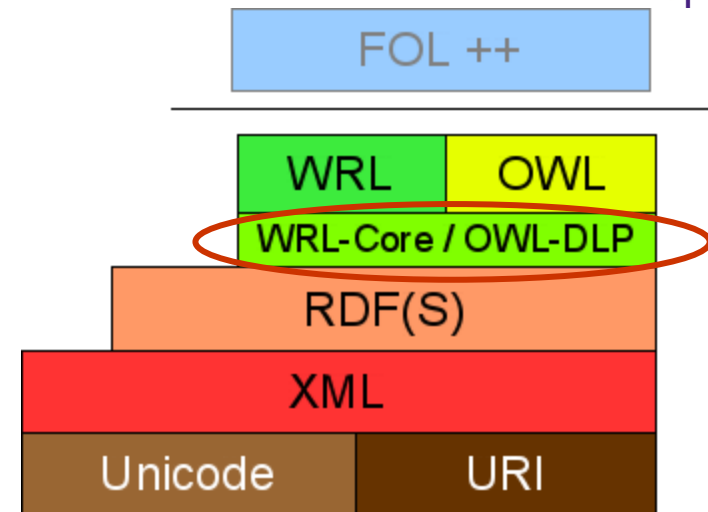 FOL ++
WRL OWL
WRL-Core / OWL-DLP
RDF(S)
XML
Unicode URI